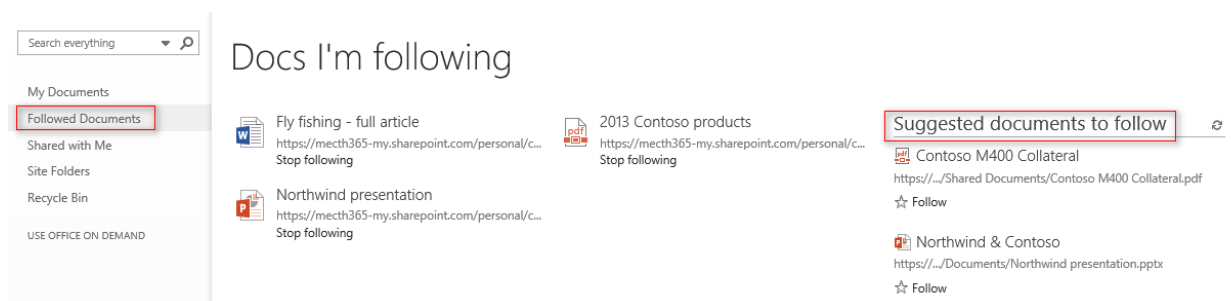 Search everything
My Documents
Followed Documents
Shared with Me
Site Folders
Recycle Bin
USE OFFICE ON DEMAND
Docs I'm following
Fly fishing - full article
https://mecth365-my.sharepoint.com/personal/c...
Stop following
Northwind presentation
https://mecth365-my.sharepoint.com/personal/c...
Stop following
2013 Contoso products
https://mecth365-my.sharepoint.com/personal/c...
Stop following
Suggested documents to follow
Contoso M400 Collateral
https://.../Shared Documents/Contoso M400 Collateral.pdf
Follow
Northwind & Contoso
https://.../Documents/Northwind presentation.pptx
Follow